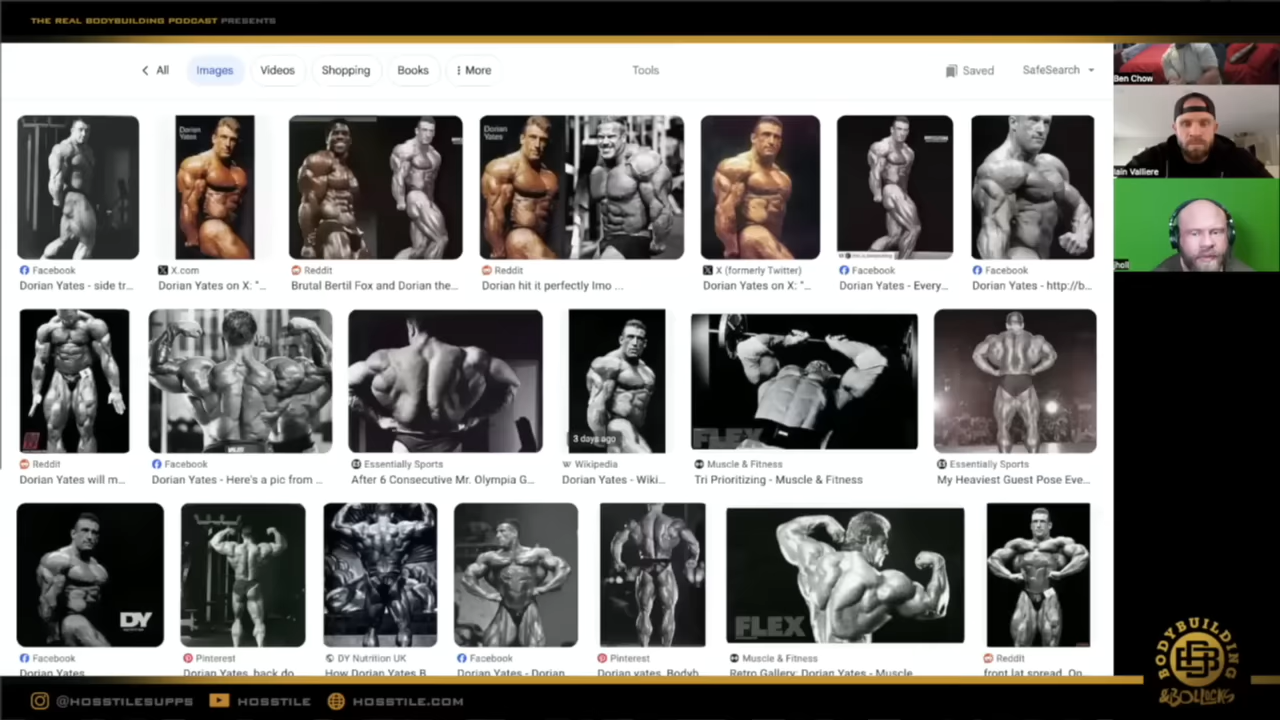 THE REAL BODYBUILDING PODCAST PRESENTS
All
Images
Videos
Shopping
Books
More
Tools
Saved
SafeSearch
Ben Chow
Iain Valliere
Dorian Yates
Dorian Yates
DY
Facebook
Dorian Yates - side tr...
X.com
Dorian Yates on X: "...
Reddit
Brutal Bertil Fox and Dorian the...
Reddit
Dorian hit it perfectly Imo ...
X (formerly Twitter)
Dorian Yates on X: "...
Facebook
Dorian Yates - Every...
Facebook
Dorian Yates - http://b...
3 days ago
FLEX
Reddit
Dorian Yates will m...
Facebook
Dorian Yates - Here's a pic from ...
Essentially Sports
After 6 Consecutive Mr. Olympia G...
Wikipedia
Dorian Yates - Wiki...
Muscle & Fitness
Tri Prioritizing - Muscle & Fitness
Essentially Sports
My Heaviest Guest Pose Eve...
FLEX
Facebook
Dorian Yates
Pinterest
Dorian Yates, back do...
DY Nutrition UK
How Dorian Yates B...
Facebook
Dorian Yates - Dorian
Pinterest
Dorian yates, Bodyb...
Muscle & Fitness
Retro Gallery: Dorian Yates - Muscle
Reddit
front lat spread. On
BODYBUILDING
&BOLLOCKS
@HOSSTILESUPPS
HOSSTILE
HOSSTILE.COM